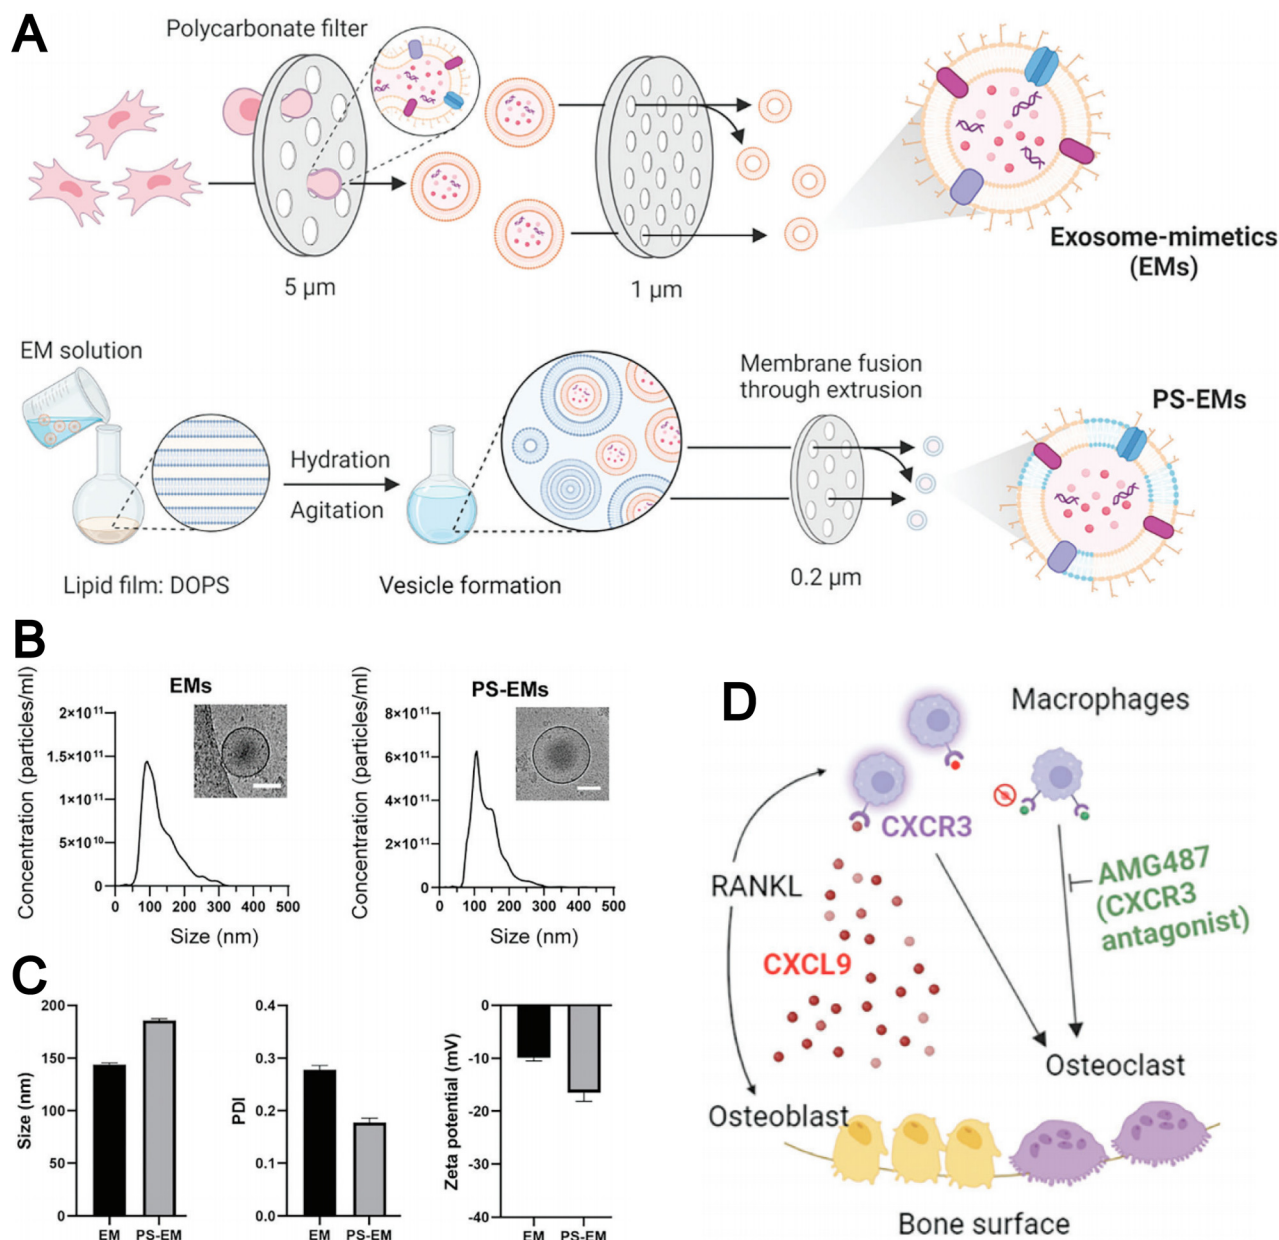 A
Polycarbonate filter
5 µm
1 µm
Exosome-mimetics
(EMs)
EM solution
Hydration
Agitation
Lipid film: DOPS
Vesicle formation
Membrane fusion
through extrusion
0.2 µm
PS-EMs
B
EMs
Concentration (particles/ml)
2×10¹¹
1.5×10¹¹
1×10¹¹
5×10¹⁰
0
0 100 200 300 400 500
Size (nm)
PS-EMs
Concentration (particles/ml)
8×10¹¹
6×10¹¹
4×10¹¹
2×10¹¹
0
0 100 200 300 400 500
Size (nm)
C
Size (nm)
200
150
100
50
0
EM PS-EM
PDI
0.4
0.3
0.2
0.1
0.0
EM PS-EM
Zeta potential (mV)
0
-10
-20
-30
-40
EM PS-EM
D
Macrophages
CXCR3
RANKL
AMG487
(CXCR3
antagonist)
CXCL9
Osteoclast
Osteoblast
Bone surface